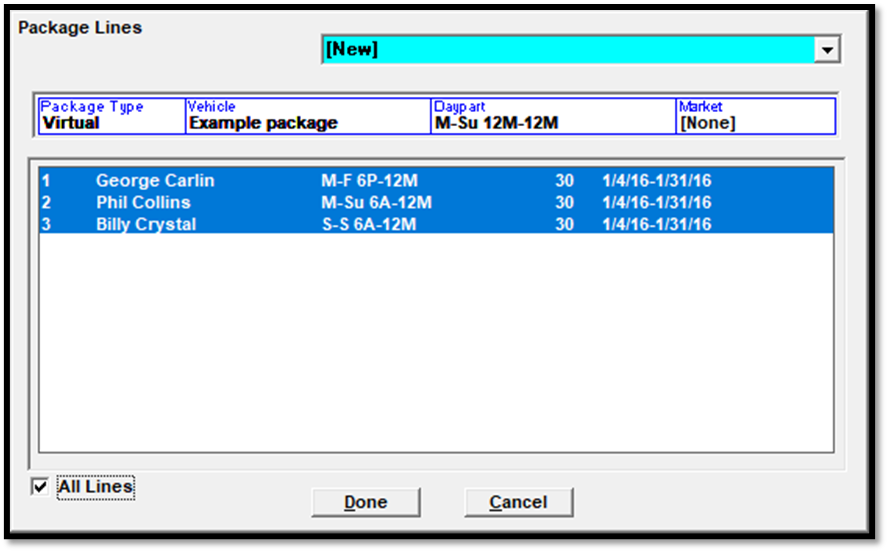 Package Lines
[New]
Package Type Vehicle Daypart Market
Virtual Example package M-Su 12M-12M [None]
1 George Carlin M-F 6P-12M 30 1/4/16-1/31/16
2 Phil Collins M-Su 6A-12M 30 1/4/16-1/31/16
3 Billy Crystal S-S 6A-12M 30 1/4/16-1/31/16
All Lines
Done Cancel